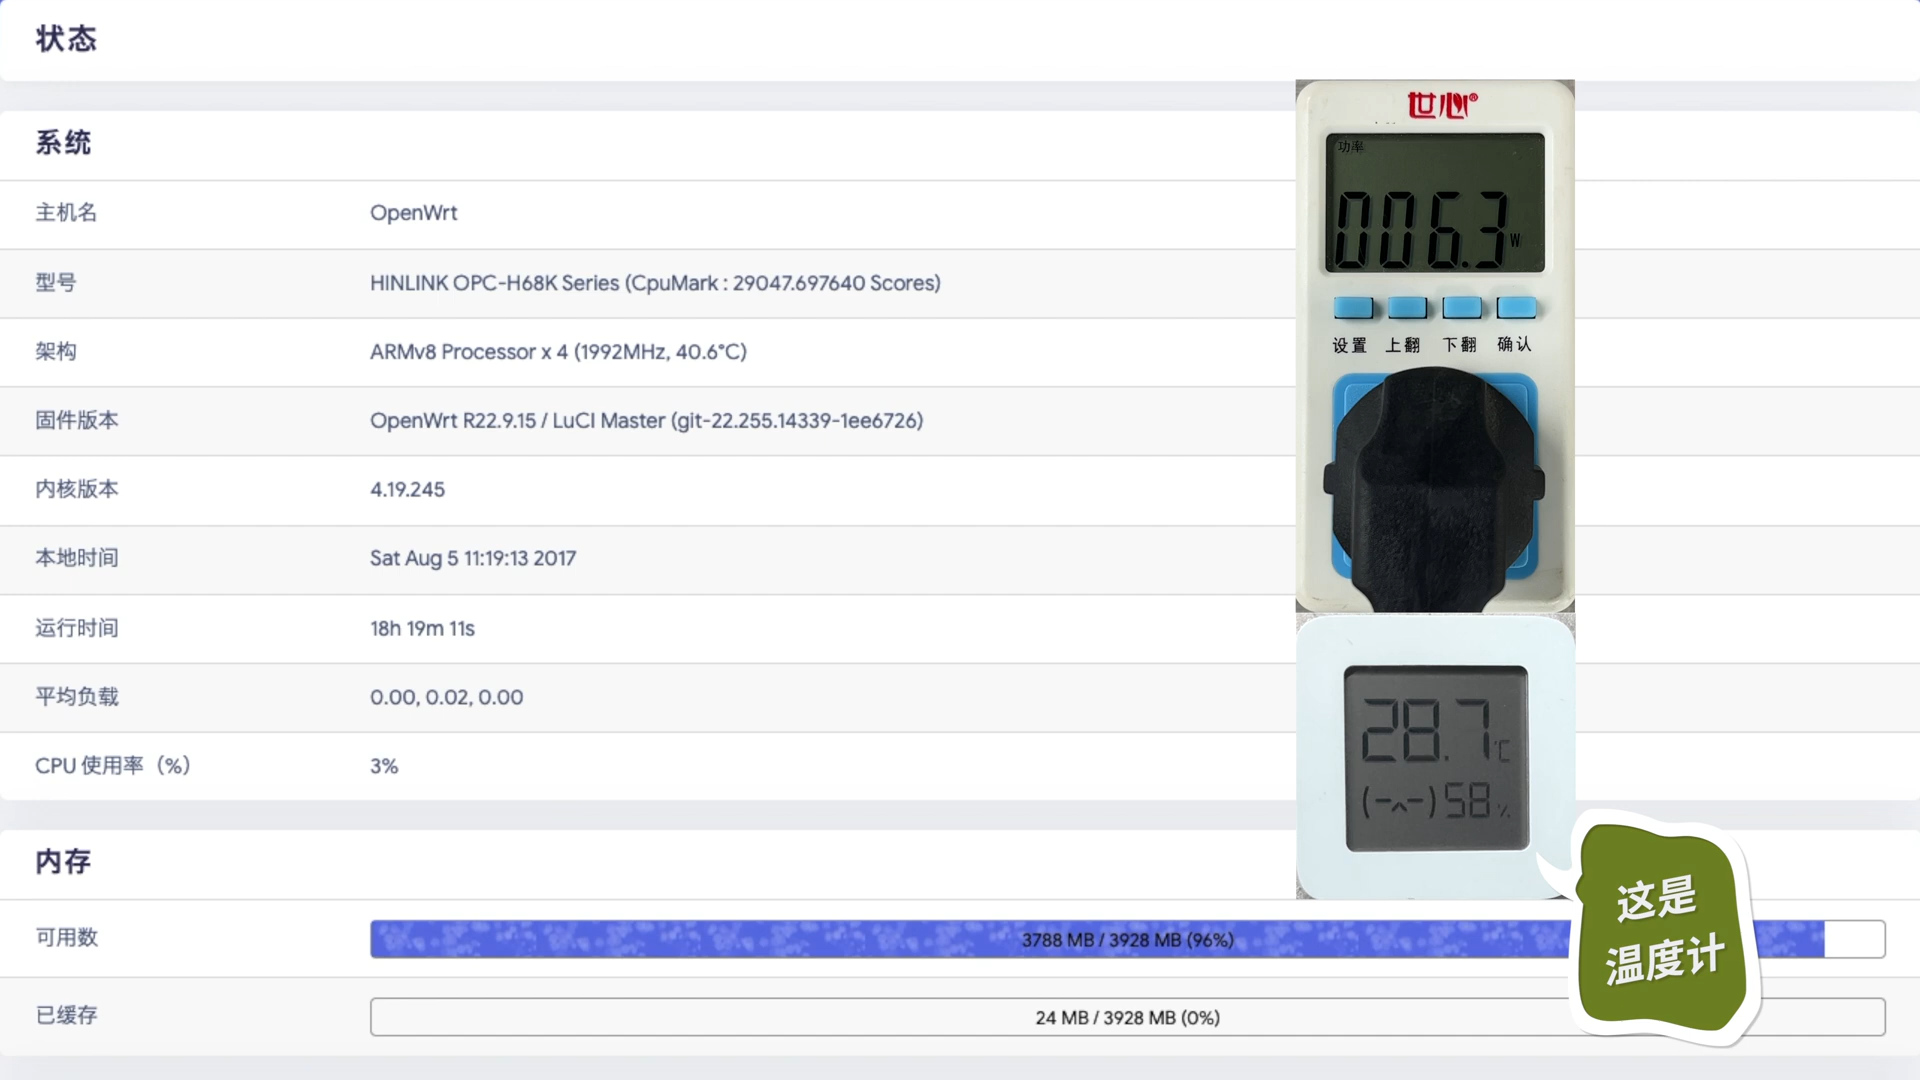 状态
系统
主机名 OpenWrt
型号 HINLINK OPC-H68K Series (CpuMark : 29047.697640 Scores)
架构 ARMv8 Processor x 4 (1992MHz, 40.6°C)
固件版本 OpenWrt R22.9.15 / LuCI Master (git-22.255.14339-1ee6726)
内核版本 4.19.245
本地时间 Sat Aug 5 11:19:13 2017
运行时间 18h 19m 11s
平均负载 0.00, 0.02, 0.00
CPU 使用率（%） 3%
内存
可用数 3788 MB / 3928 MB (96%)
已缓存 24 MB / 3928 MB (0%)
世心®
功率
006.3 W
设置 上翻 下翻 确认
28.7 °C
(-^-) 58 %
这是
温度计